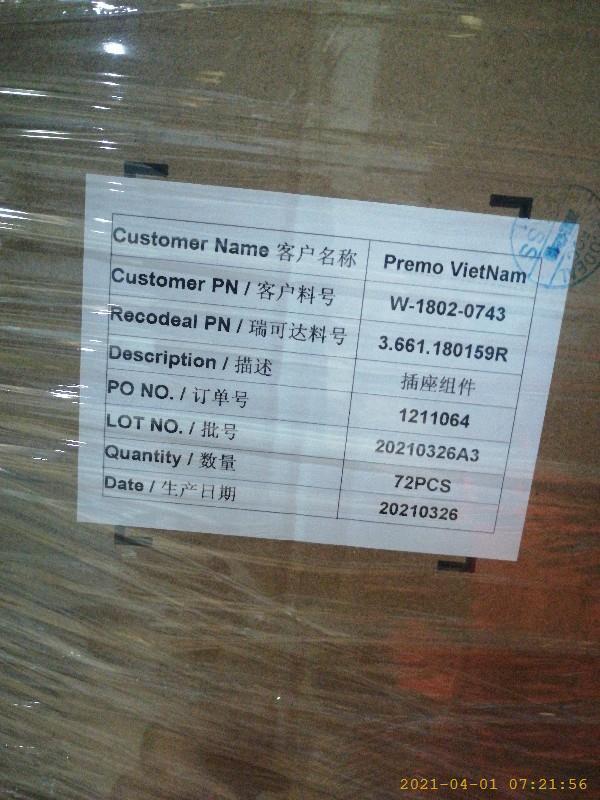 Customer Name 客户名称 Premo VietNam
Customer PN / 客户料号 W-1802-0743
Recodeal PN / 瑞可达料号 3.661.180159R
Description / 描述 插座组件
PO NO. / 订单号 1211064
LOT NO. / 批号 20210326A3
Quantity / 数量 72PCS
Date / 生产日期 20210326
2021-04-01 07:21:56